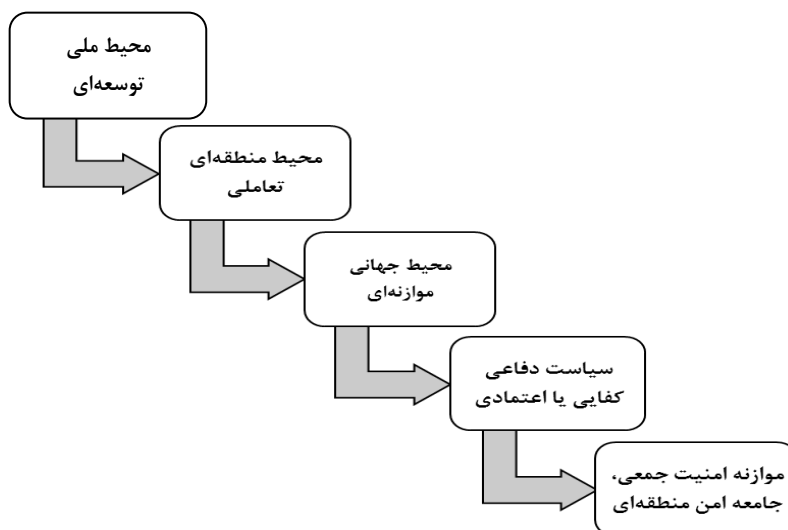 محیط ملی
توسعه‌ای
محیط منطقه‌ای
تعاملی
محیط جهانی
موازنه‌ای
سیاست دفاعی
کفایی یا اعتمادی
موازنه امنیت جمعی،
جامعه امن منطقه‌ای